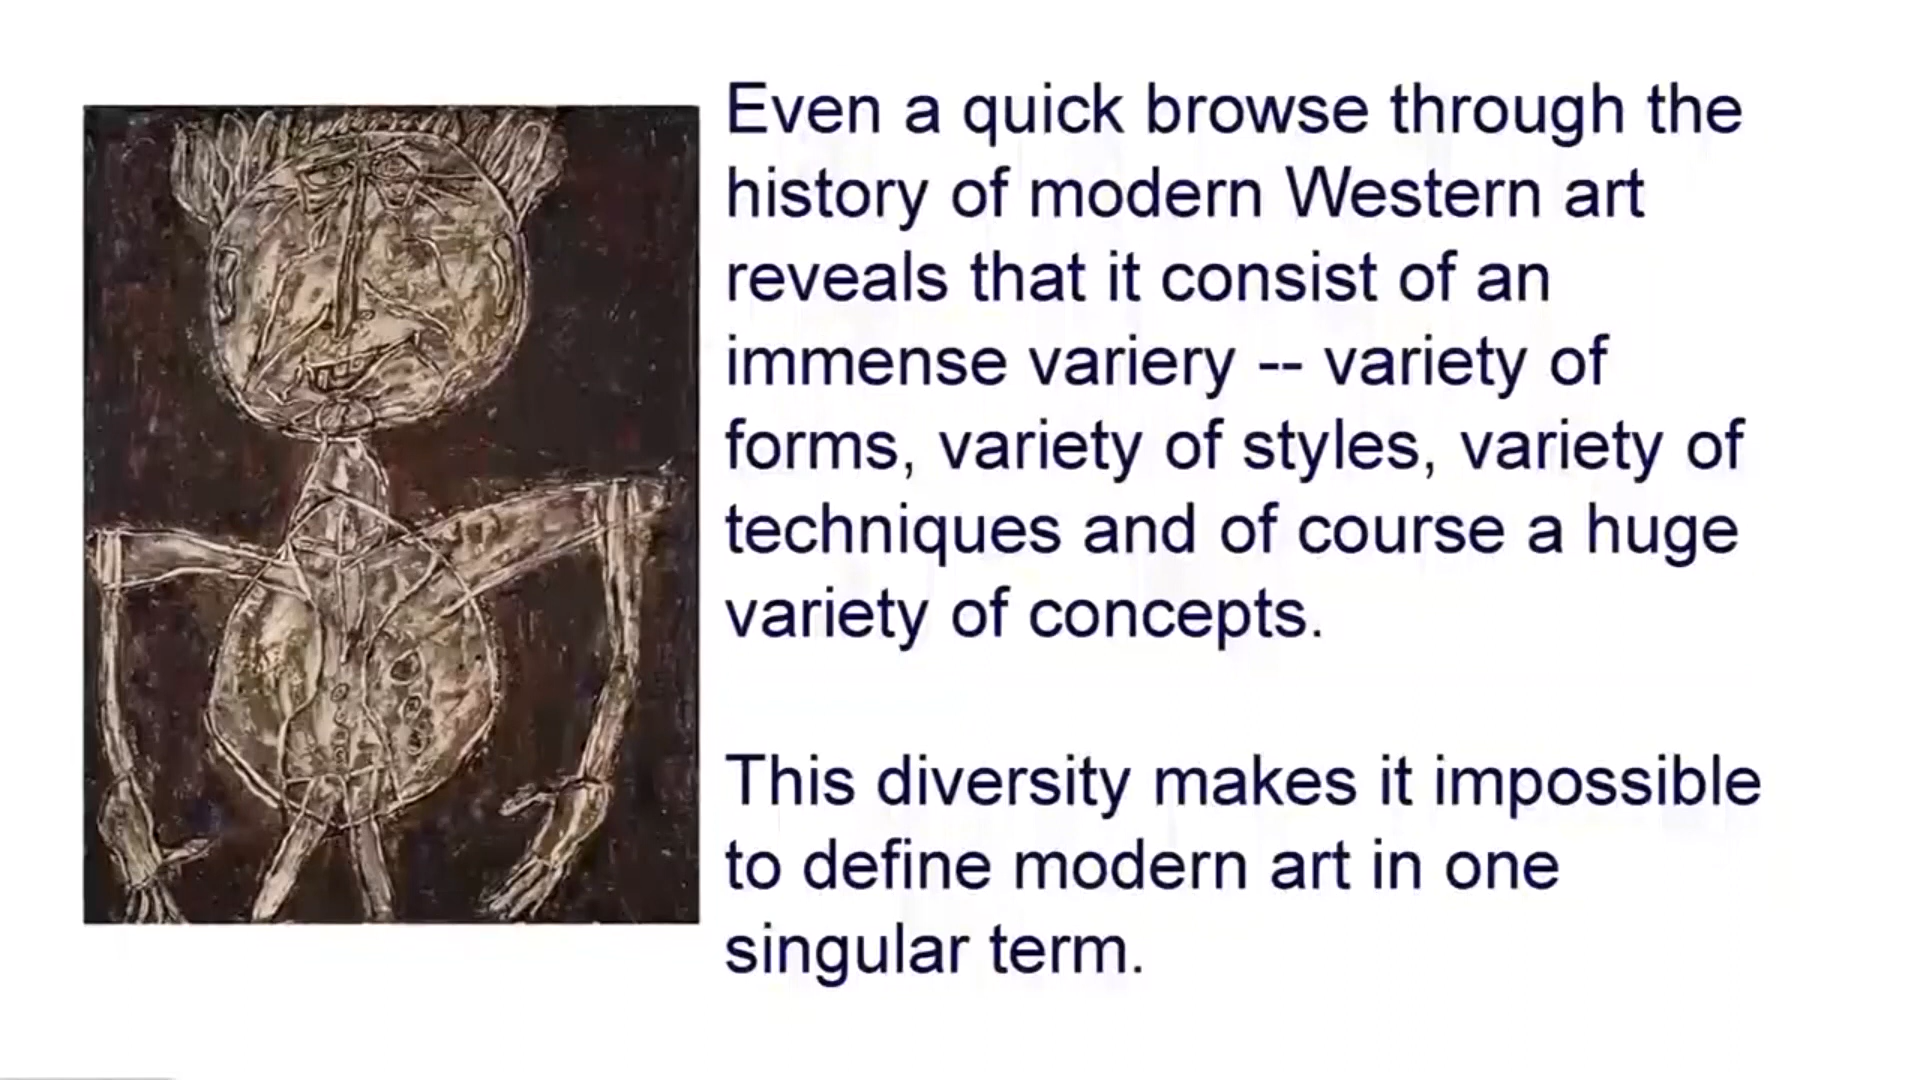 Even a quick browse through the
history of modern Western art
reveals that it consist of an
immense variery -- variety of
forms, variety of styles, variety of
techniques and of course a huge
variety of concepts.
This diversity makes it impossible
to define modern art in one
singular term.